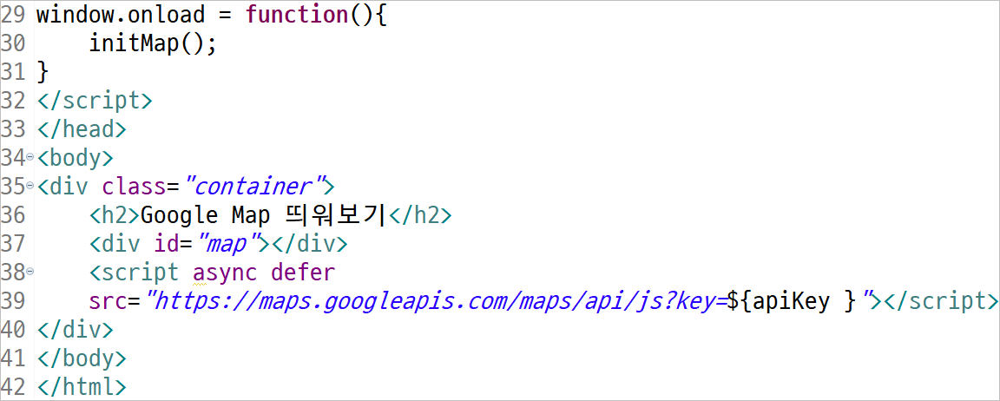 29 window.onload = function(){
30     initMap();
31 }
32 </script>
33 </head>
34 <body>
35 <div class="container">
36     <h2>Google Map 띄워보기</h2>
37     <div id="map"></div>
38     <script async defer
39     src="https://maps.googleapis.com/maps/api/js?key=${apiKey }"></script>
40 </div>
41 </body>
42 </html>